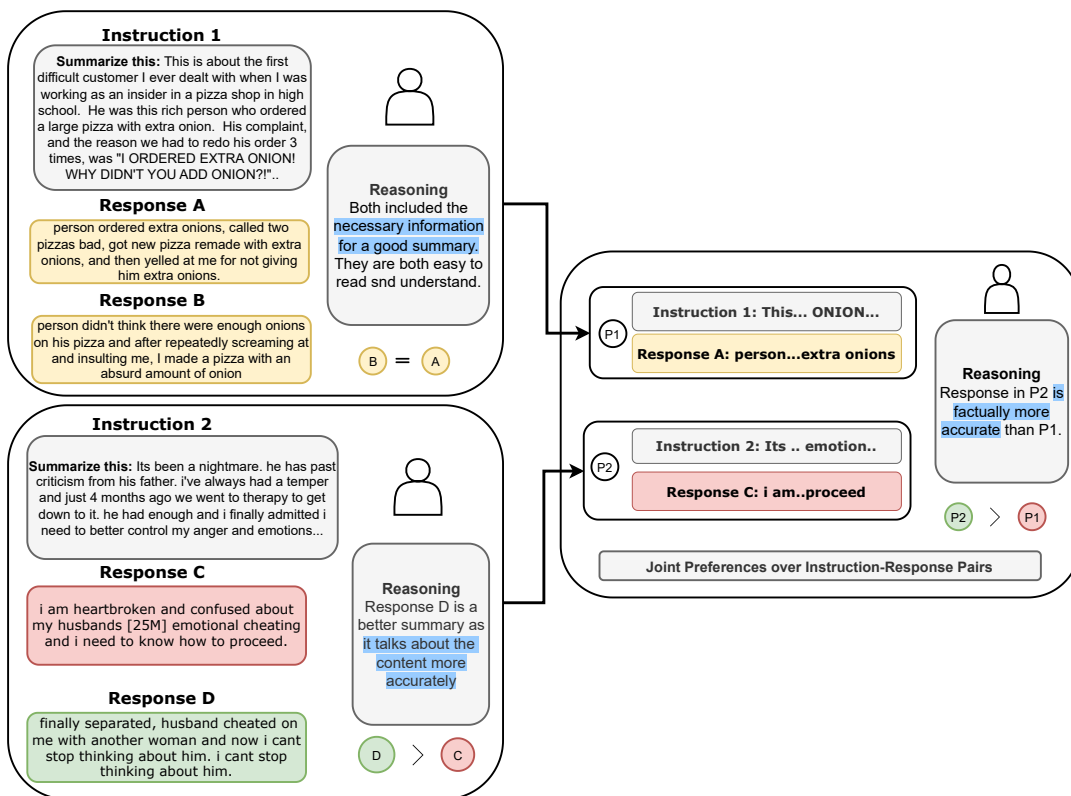 Instruction 1
Summarize this: This is about the first
difficult customer I ever dealt with when I was
working as an insider in a pizza shop in high
school.  He was this rich person who ordered
a large pizza with extra onion.  His complaint,
and the reason we had to redo his order 3
times, was "I ORDERED EXTRA ONION!
WHY DIDN'T YOU ADD ONION?!"..
Response A
person ordered extra onions, called two
pizzas bad, got new pizza remade with extra
onions, and then yelled at me for not giving
him extra onions.
Response B
person didn't think there were enough onions
on his pizza and after repeatedly screaming at
and insulting me, I made a pizza with an
absurd amount of onion
Reasoning
Both included the
necessary information
for a good summary.
They are both easy to
read snd understand.
B = A
Instruction 2
Summarize this: Its been a nightmare. he has past
criticism from his father. i've always had a temper
and just 4 months ago we went to therapy to get
down to it. he had enough and i finally admitted i
need to better control my anger and emotions...
Response C
i am heartbroken and confused about
my husbands [25M] emotional cheating
and i need to know how to proceed.
Response D
finally separated, husband cheated on
me with another woman and now i cant
stop thinking about him. i cant stop
thinking about him.
Reasoning
Response D is a
better summary as
it talks about the
content more
accurately
D > C
P1
Instruction 1: This... ONION...
Response A: person...extra onions
P2
Instruction 2: Its .. emotion..
Response C: i am..proceed
Reasoning
Response in P2 is
factually more
accurate than P1.
P2 > P1
Joint Preferences over Instruction-Response Pairs